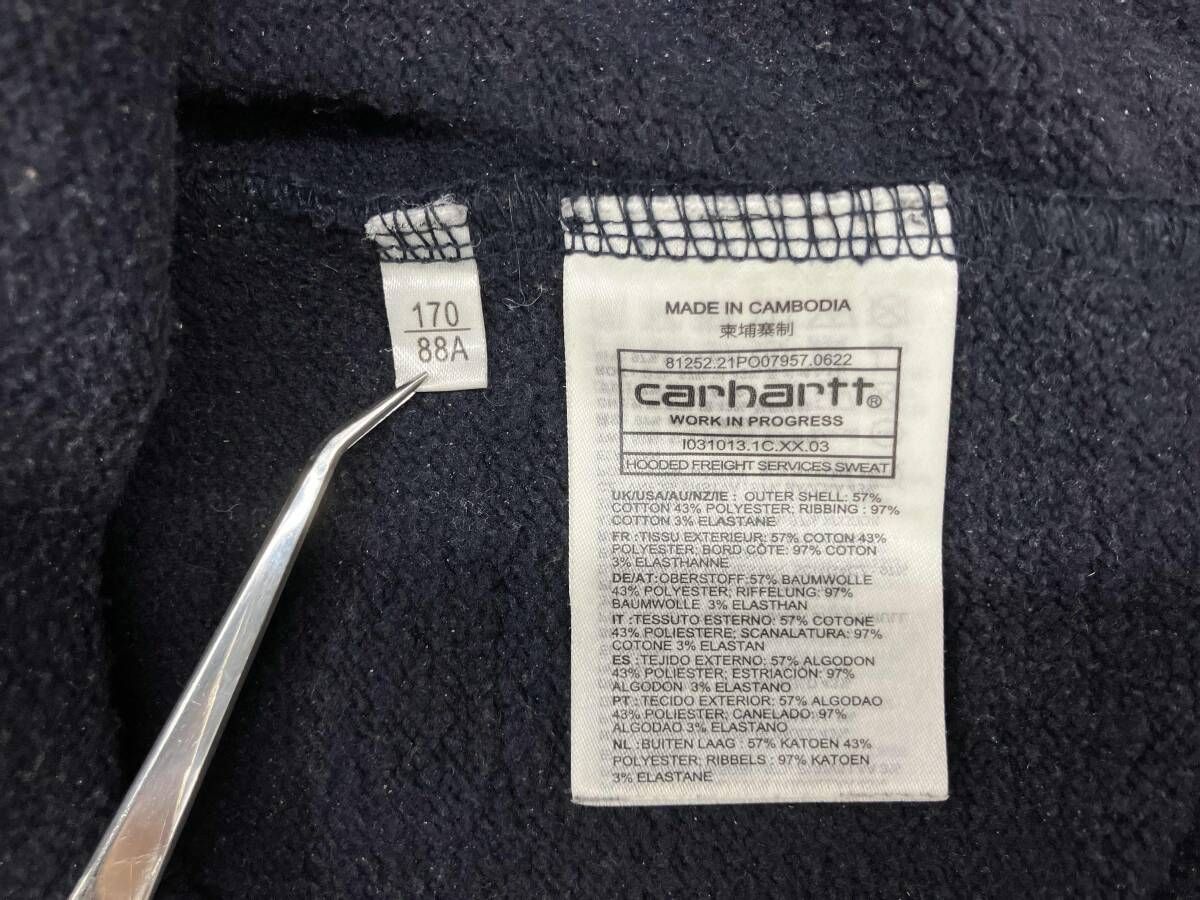 170
88A
MADE IN CAMBODIA
柬埔寨制
81252.21PO07957.0622
carhartt®
WORK IN PROGRESS
I031013.1C.XX.03
HOODED FREIGHT SERVICES SWEAT
UK/USA/AU/NZ/IE : OUTER SHELL: 57%
COTTON 43% POLYESTER; RIBBING : 97%
COTTON 3% ELASTANE
FR :TISSU EXTERIEUR: 57% COTON 43%
POLYESTER; BORD CÔTE: 97% COTON
3% ELASTHANNE
DE/AT:OBERSTOFF:57% BAUMWOLLE
43% POLYESTER; RIFFELUNG: 97%
BAUMWOLLE 3% ELASTHAN
IT :TESSUTO ESTERNO: 57% COTONE
43% POLIESTERE; SCANALATURA: 97%
COTONE 3% ELASTAN
ES :TEJIDO EXTERNO: 57% ALGODON
43% POLIESTER; ESTRIACIÓN: 97%
ALGODON 3% ELASTANO
PT :TECIDO EXTERIOR: 57% ALGODAO
43% POLIESTER; CANELADO: 97%
ALGODAO 3% ELASTANO
NL :BUITEN LAAG : 57% KATOEN 43%
POLYESTER; RIBBELS : 97% KATOEN
3% ELASTANE